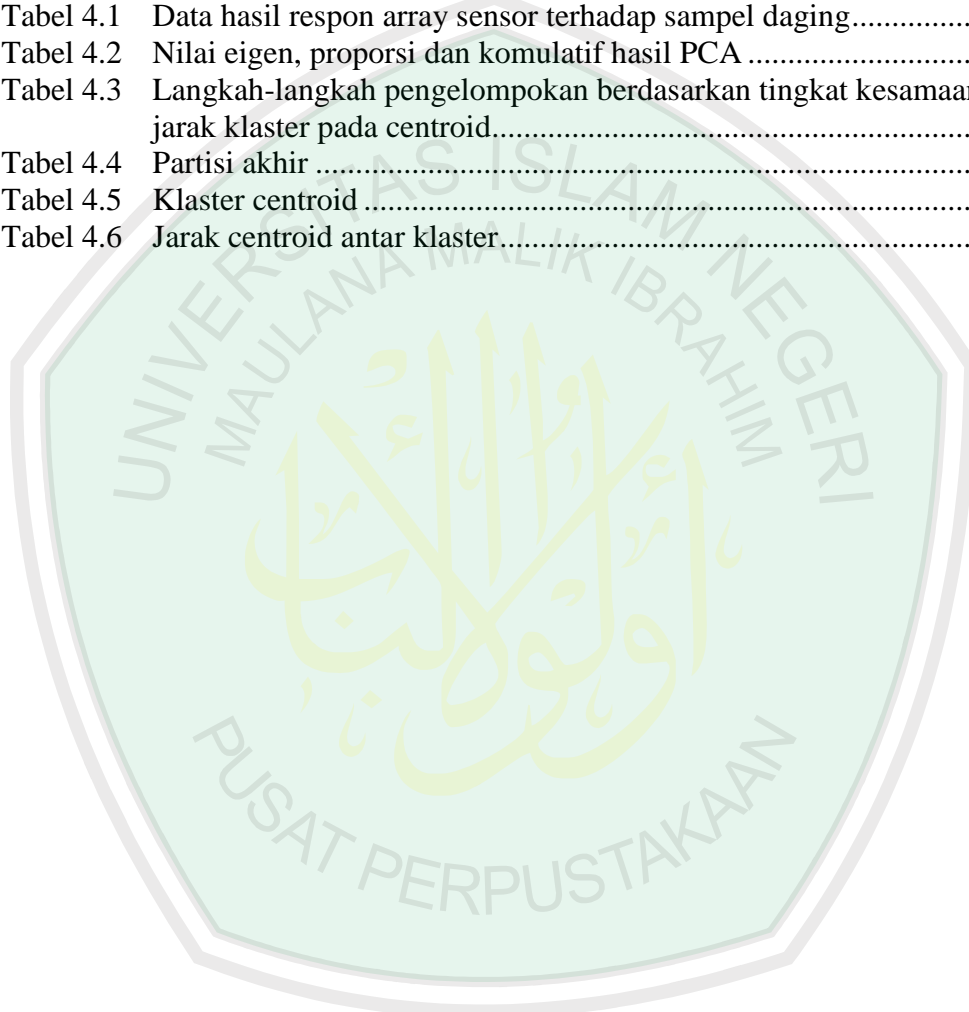 Tabel 4.1 Data hasil respon array sensor terhadap sampel daging...............
Tabel 4.2 Nilai eigen, proporsi dan komulatif hasil PCA ..............................
Tabel 4.3 Langkah-langkah pengelompokan berdasarkan tingkat kesamaan
jarak klaster pada centroid................................................................
Tabel 4.4 Partisi akhir .......................................................................................
Tabel 4.5 Klaster centroid .................................................................................
Tabel 4.6 Jarak centroid antar klaster...............................................................
UNIVERSITAS ISLAM NEGERI
MAULANA MALIK IBRAHIM
PUSAT PERPUSTAKAAN